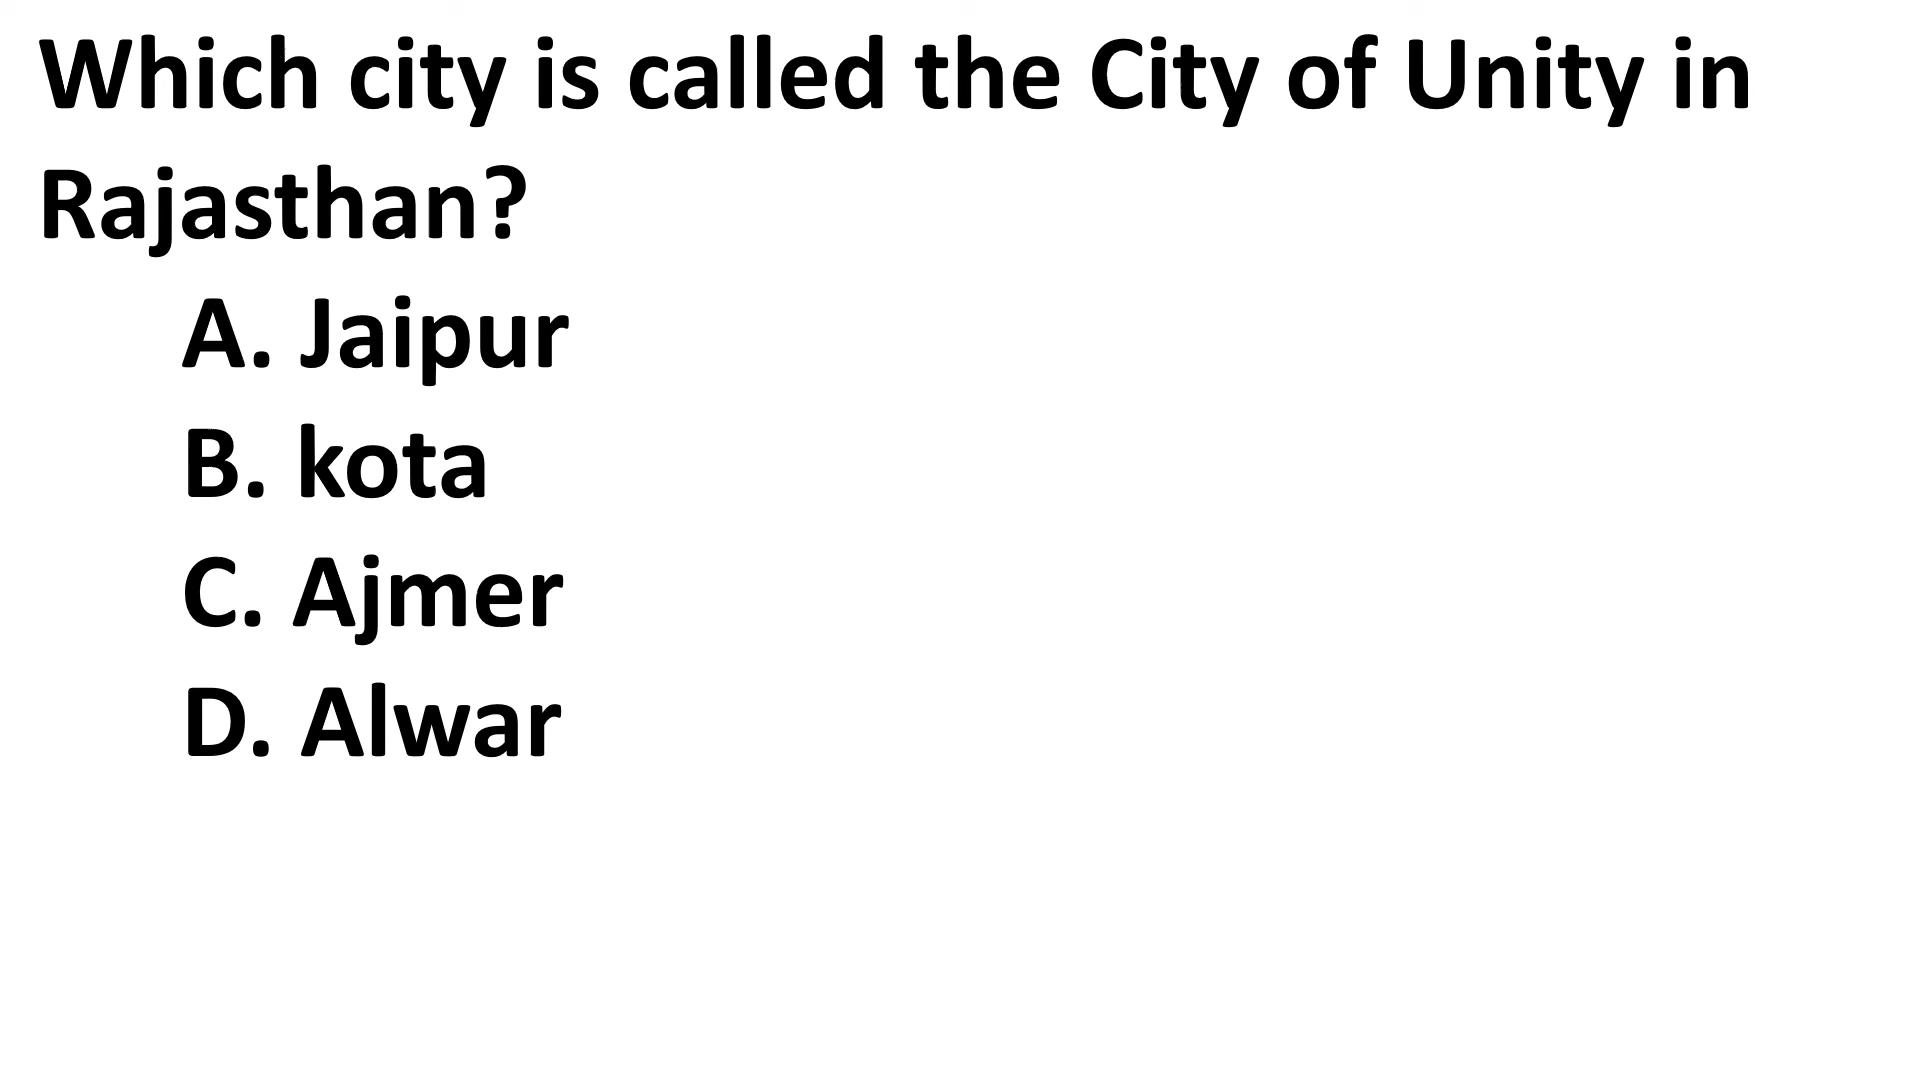 Which city is called the City of Unity in
Rajasthan?
A. Jaipur
B. kota
C. Ajmer
D. Alwar